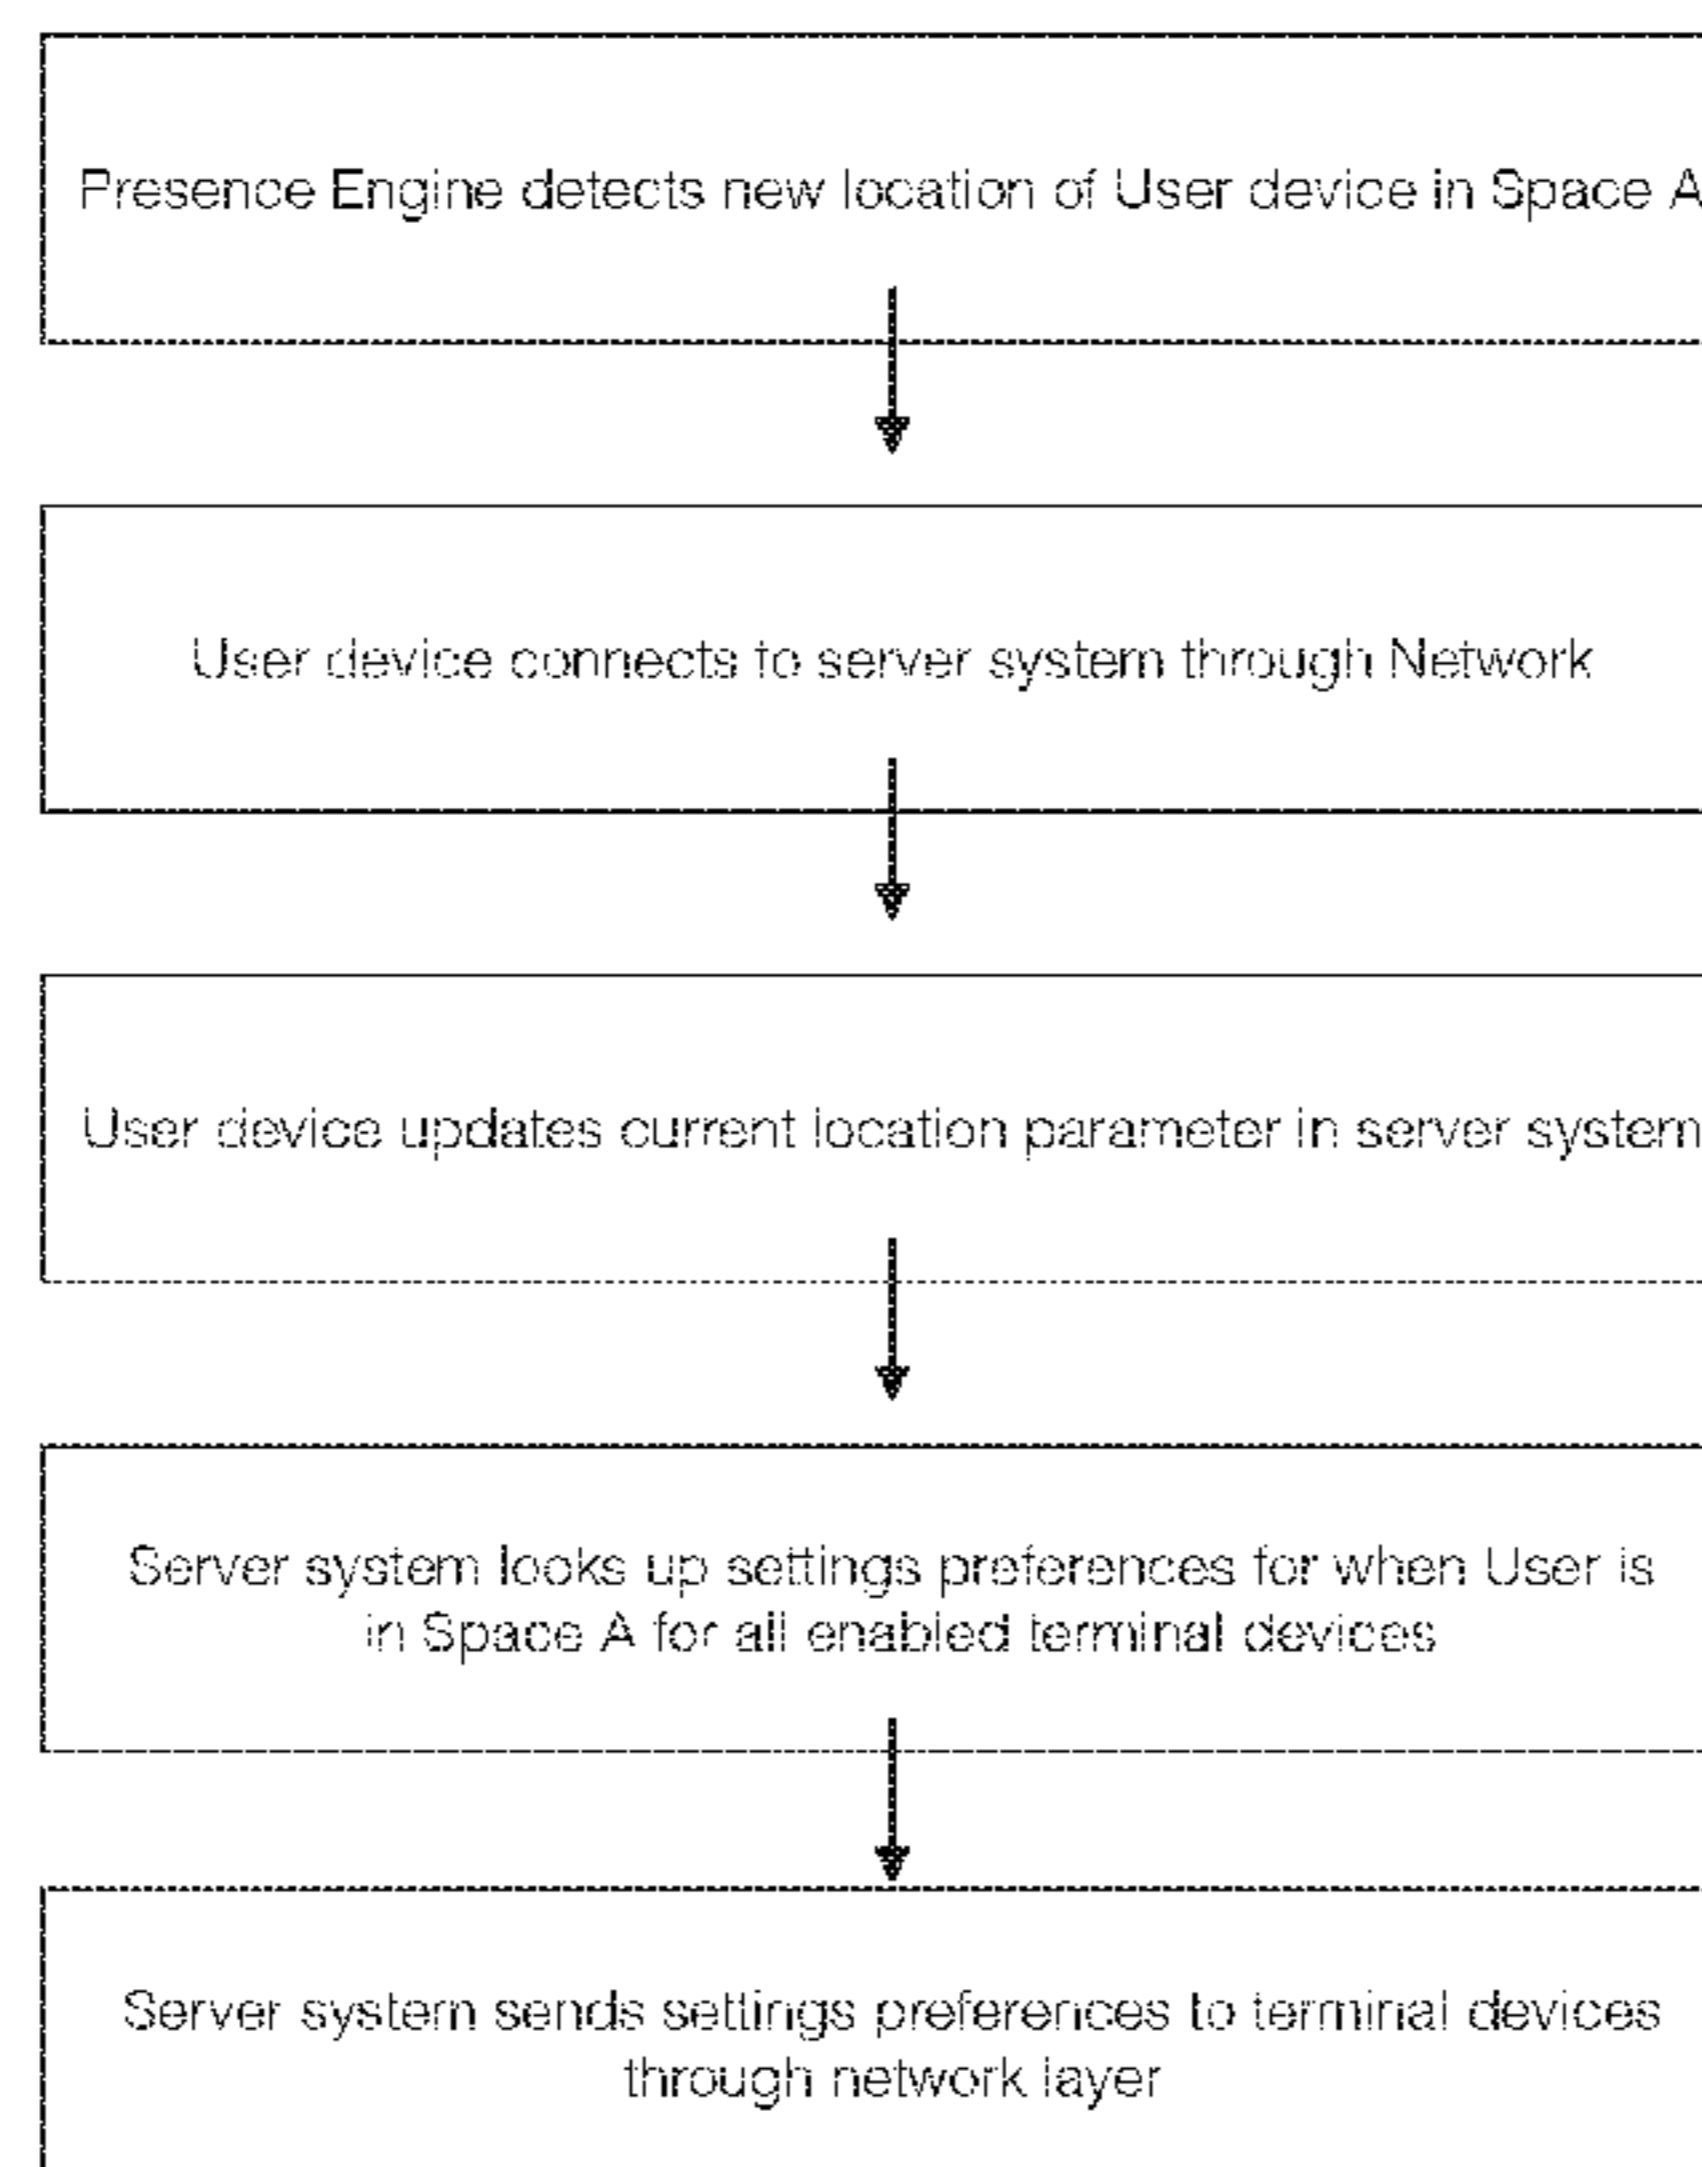 Presence Engine detects new location of User device in Space A
User device connects to server system through Network
User device updates current location parameter in server system
Server system looks up settings preferences for when User is
in Space A for all enabled terminal devices
Server system sends settings preferences to terminal devices
through network layer